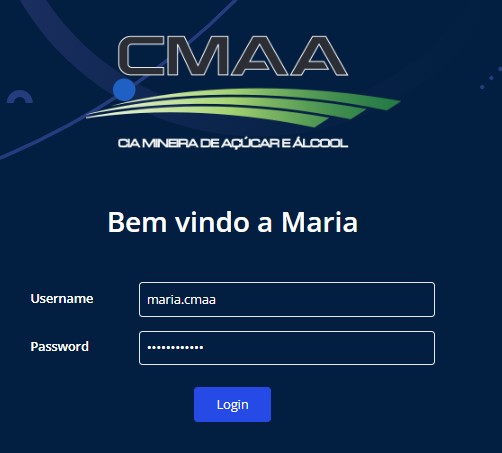 CMAA
CIA MINEIRA DE AÇÚCAR E ÁLCOOL
Bem vindo a Maria
Username
maria.cmaa
Password
••••••••••••
Login